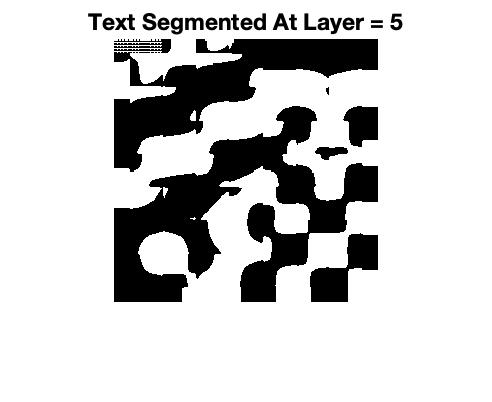 Text Segmented At Layer = 5